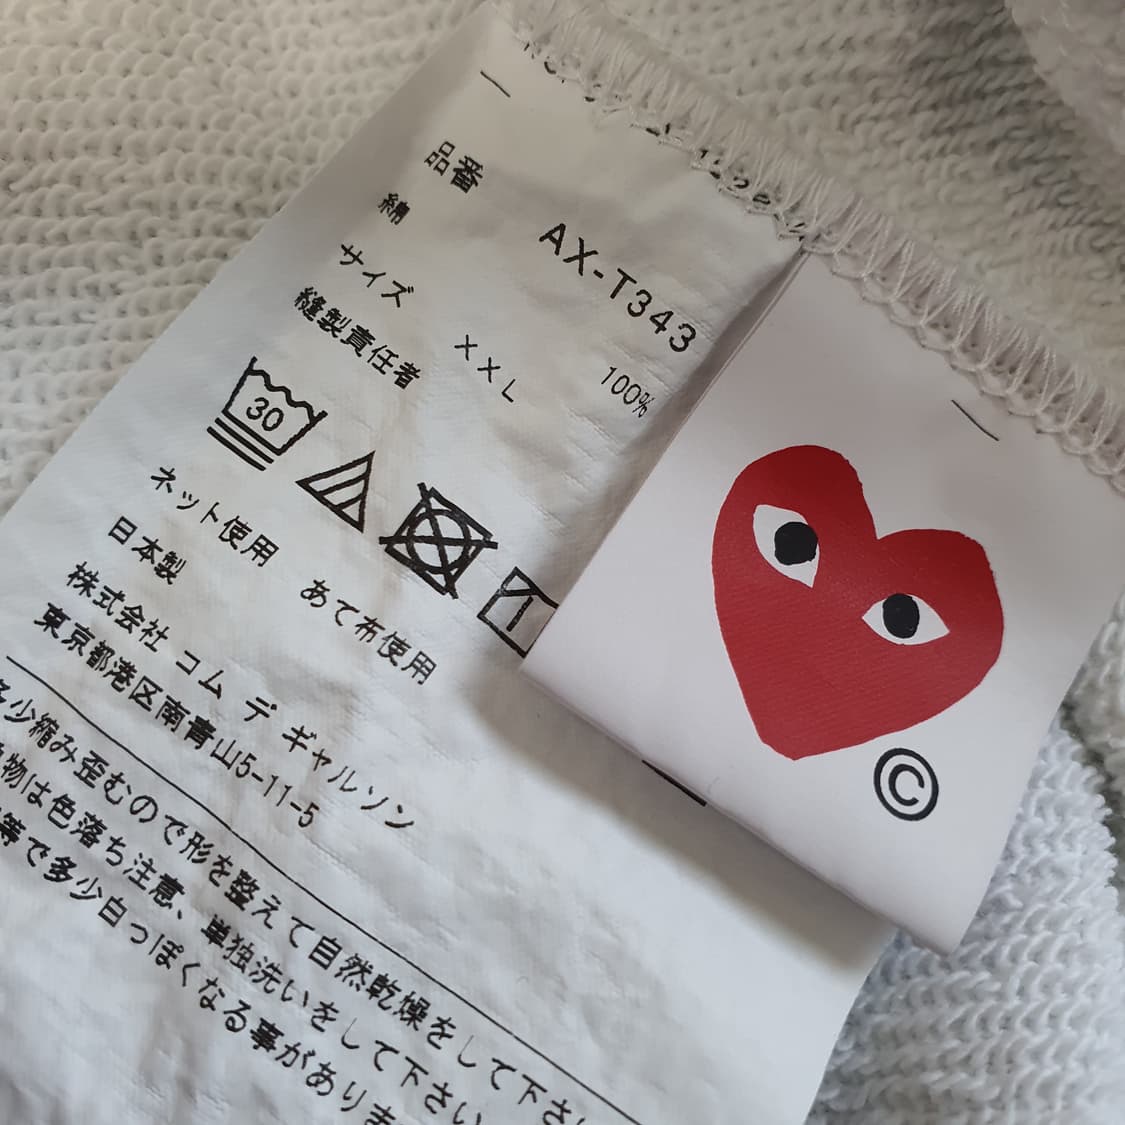 品番 AX-T343
綿 100%
サイズ XXL
縫製責任者
30
ネット使用 あて布使用
日本製
株式会社 コム デ ギャルソン
東京都港区南青山5-11-5
多少縮み歪むので形を整えて自然乾燥をして下さい
物は色落ち注意、単独洗いをして下さい
等で多少白っぽくなる事がありま
©